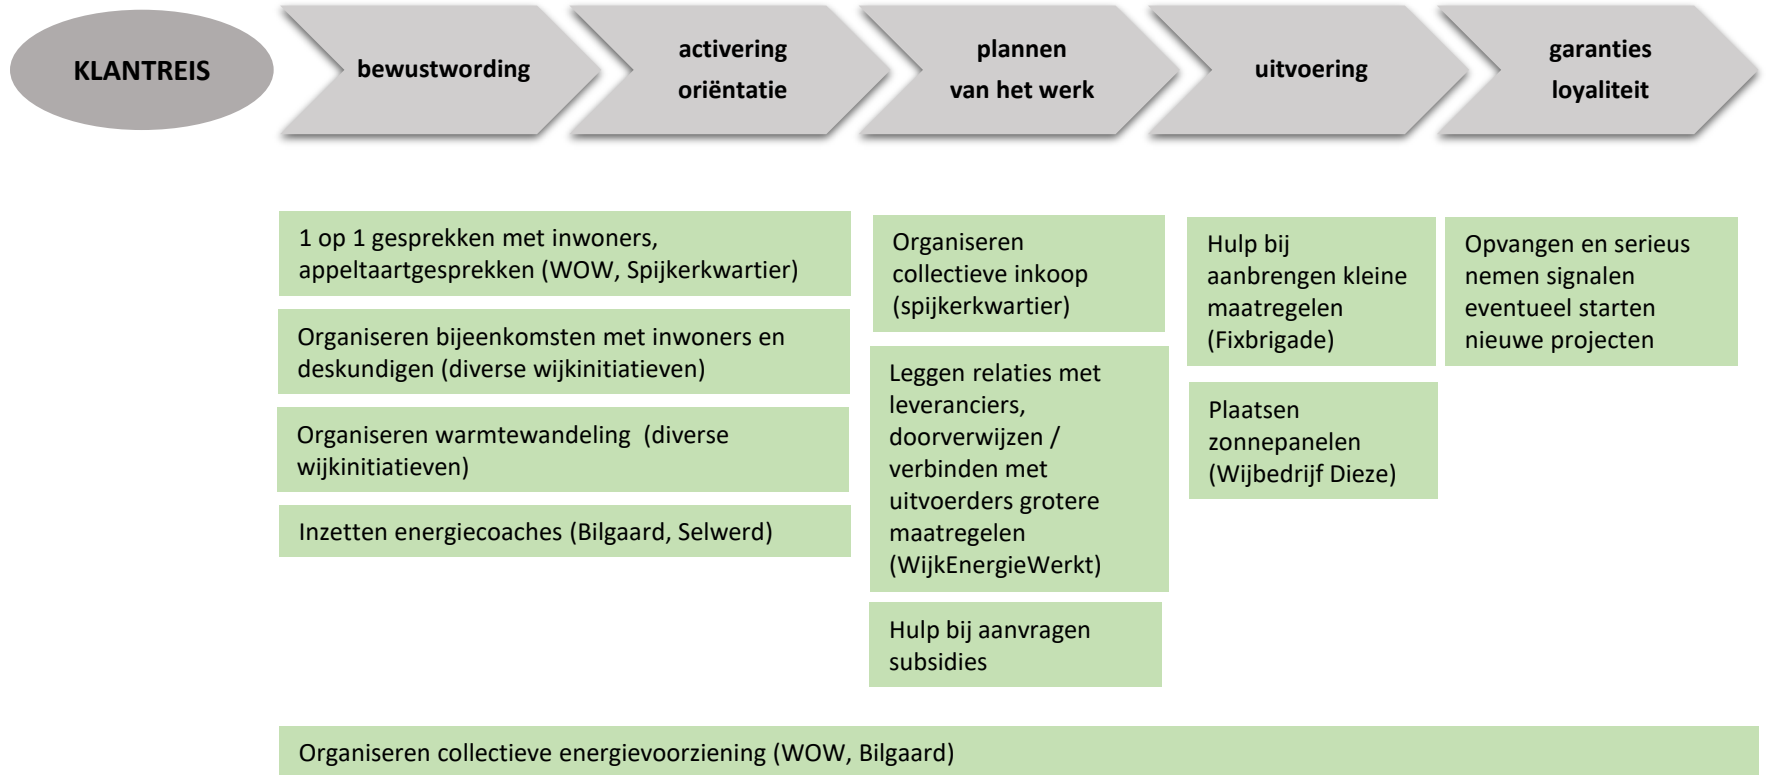 KLANTREIS
bewustwording
activering
oriëntatie
plannen
van het werk
uitvoering
garanties
loyaliteit
1 op 1 gesprekken met inwoners,
appeltaartgesprekken (WOW, Spijkerkwartier)
Organiseren bijeenkomsten met inwoners en
deskundigen (diverse wijkinitiatieven)
Organiseren warmtewandeling (diverse
wijkinitiatieven)
Inzetten energiecoaches (Bilgaard, Selwerd)
Organiseren
collectieve inkoop
(spijkerkwartier)
Leggen relaties met
leveranciers,
doorverwijzen /
verbinden met
uitvoerders grotere
maatregelen
(WijkEnergieWerkt)
Hulp bij aanvragen
subsidies
Hulp bij
aanbrengen kleine
maatregelen
(Fixbrigade)
Plaatsen
zonnepanelen
(Wijbedrijf Dieze)
Opvangen en serieus
nemen signalen
eventueel starten
nieuwe projecten
Organiseren collectieve energievoorziening (WOW, Bilgaard)